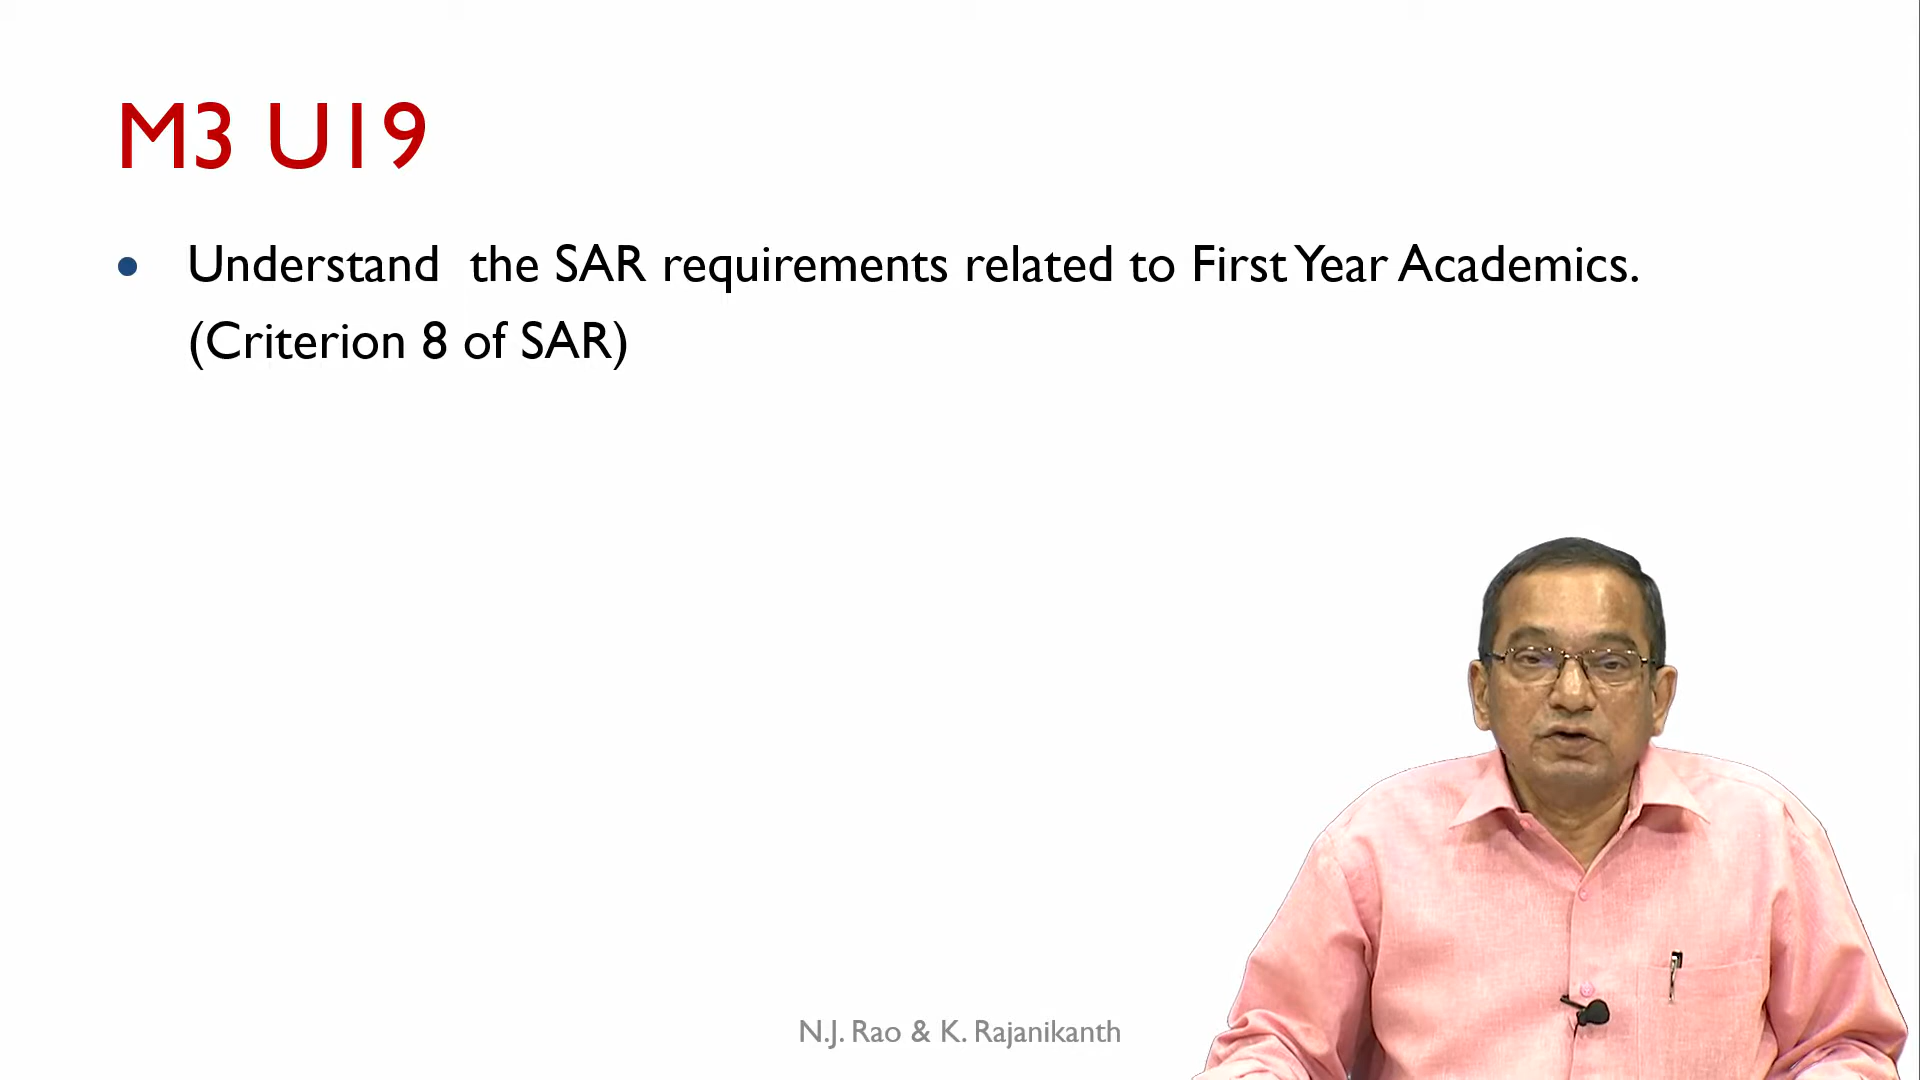 M3 U19
• Understand the SAR requirements related to First Year Academics.
(Criterion 8 of SAR)
N.J. Rao & K. Rajanikanth